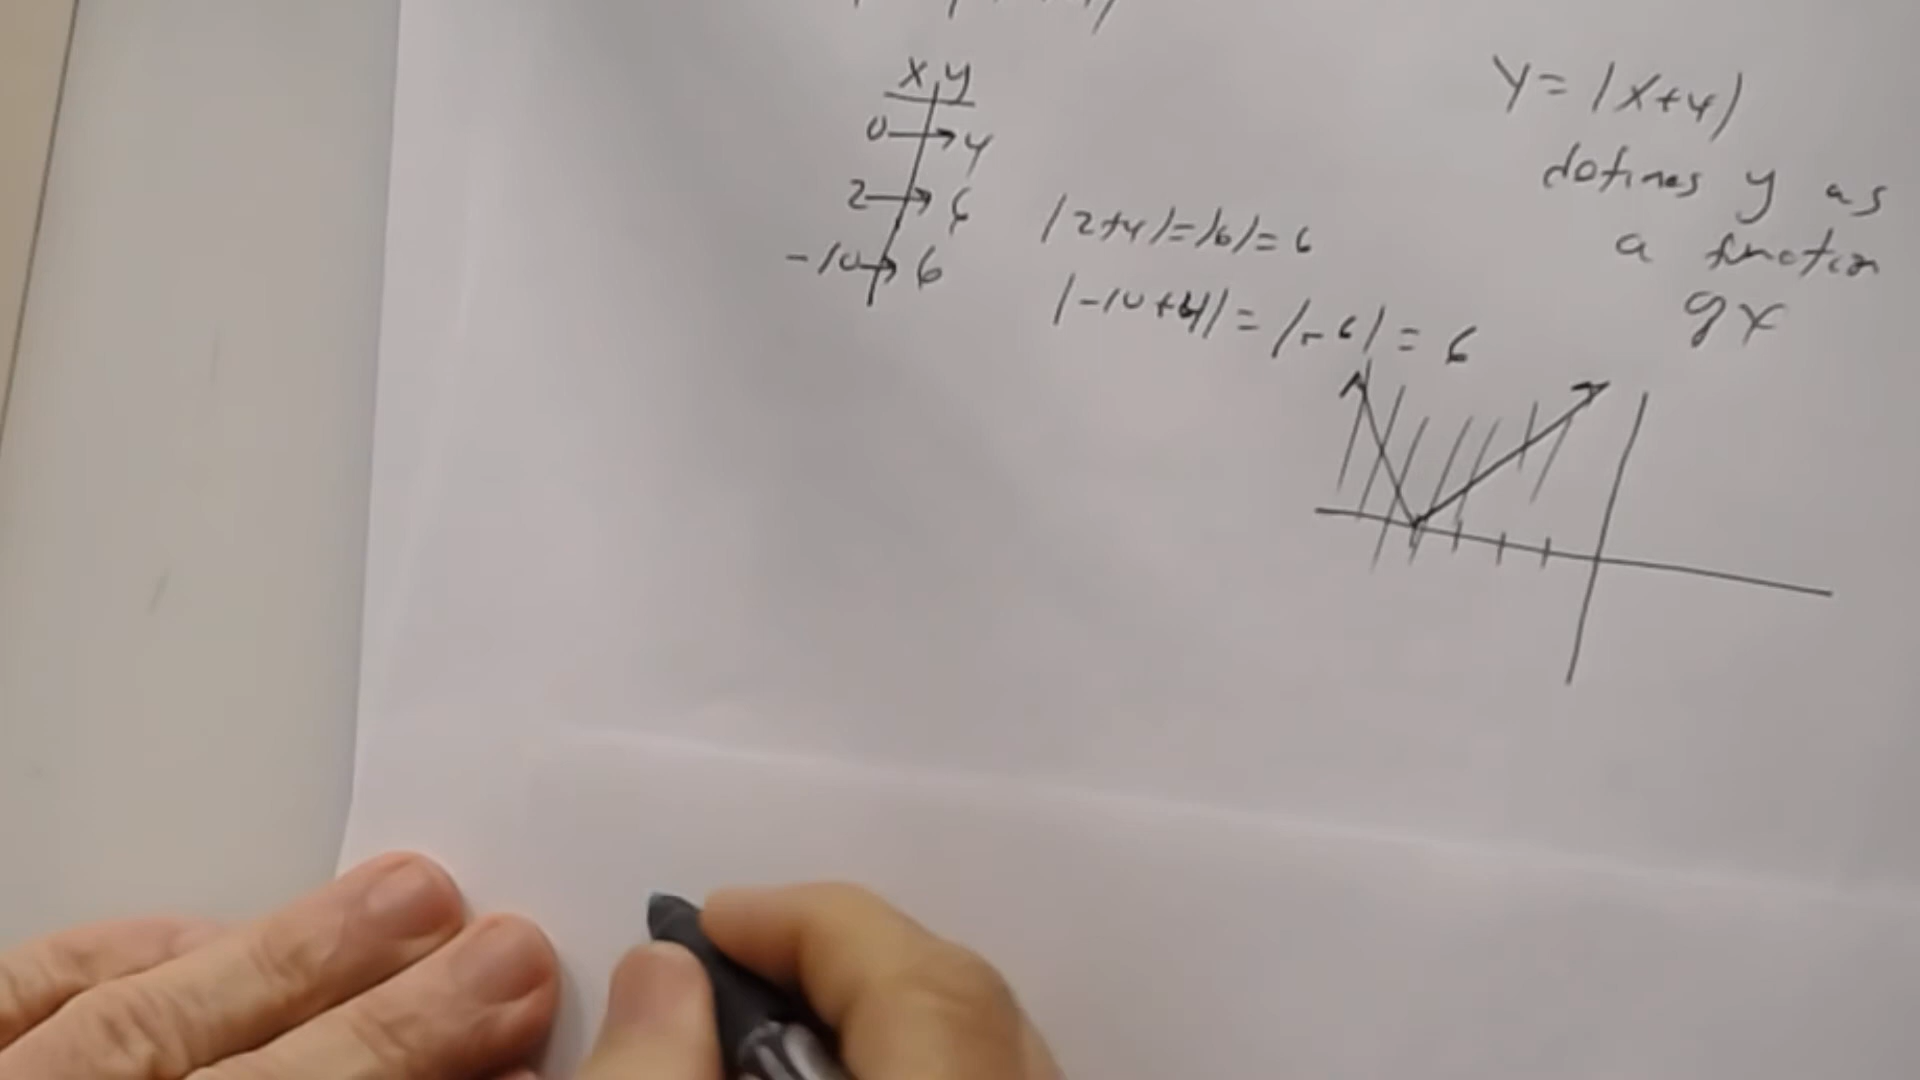 x y
0 → 4
2 → 6
-10 → 6
|2+4|=|6|=6
|-10+4|=|-6|=6
y=|x+4|
defines y as
a function
of x